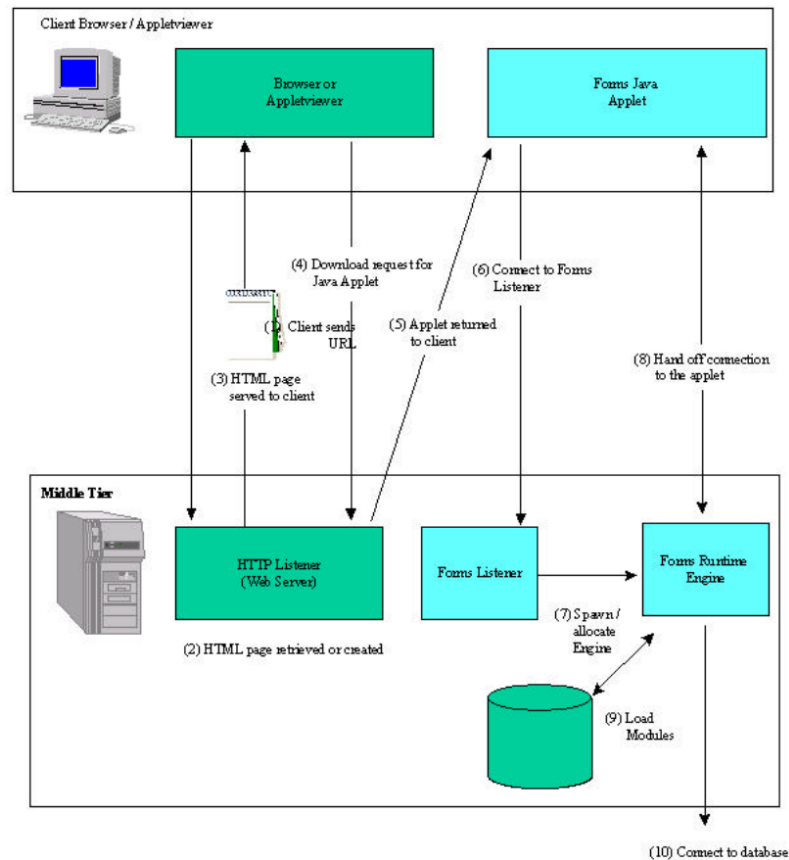 Client Browser / Appletviewer
Browser or
Appletviewer
Forms Java
Applet
(4) Download request for
Java Applet
(6) Connect to Forms
Listener
(1) Client sends
URL
(5) Applet returned
to client
(3) HTML page
served to client
(8) Hand off connection
to the applet
Middle Tier
HTTP Listener
(Web Server)
Forms Listener
Forms Runtime
Engine
(7) Spawn /
allocate
Engine
(2) HTML page retrieved or created
(9) Load
Modules
(10) Connect to database